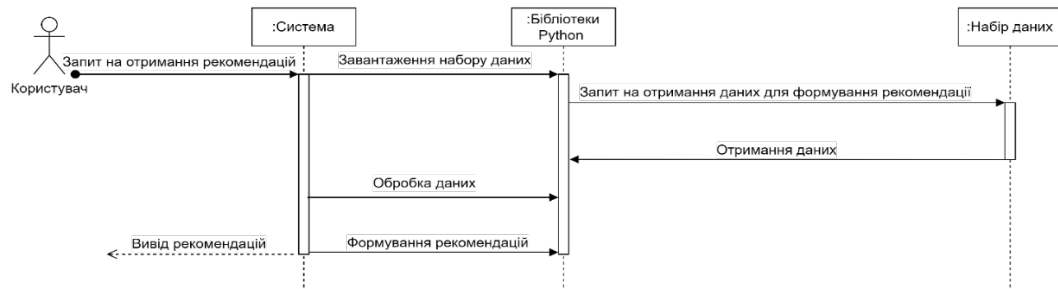 :Система
:Бібліотеки
Python
:Набір даних
Запит на отримання рекомендацій
Завантаження набору даних
Користувач
Запит на отримання даних для формування рекомендації
Отримання даних
Обробка даних
Вивід рекомендацій
Формування рекомендацій